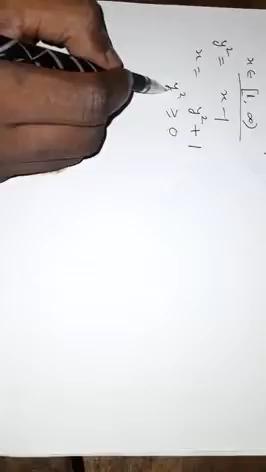 x ∈ [1, ∞)
y² = x − 1
x = y² + 1
y² ≥ 0